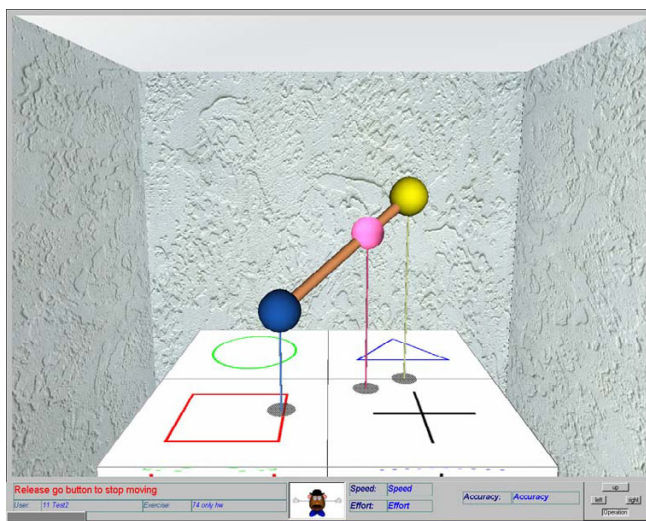 Release go button to stop moving
User: 11 Test2 Exercise 74 only hw
Speed: Speed
Effort: Effort
Accuracy: Accuracy
up
left right
Operation